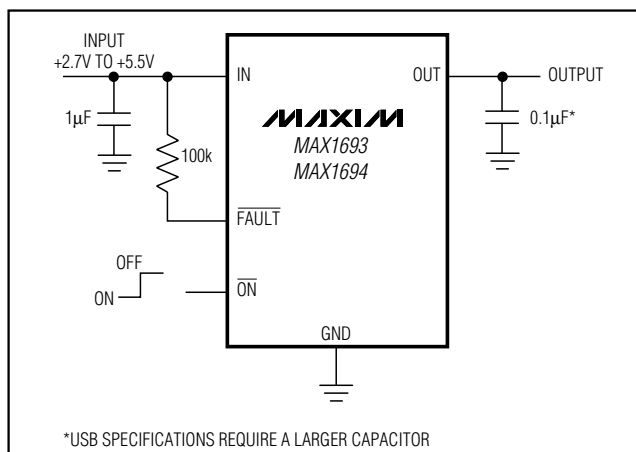 INPUT
+2.7V TO +5.5V
IN
OUT
OUTPUT
1µF
MAXIM
MAX1693
MAX1694
0.1µF*
100k
FAULT
OFF
ON
ON
GND
*USB SPECIFICATIONS REQUIRE A LARGER CAPACITOR